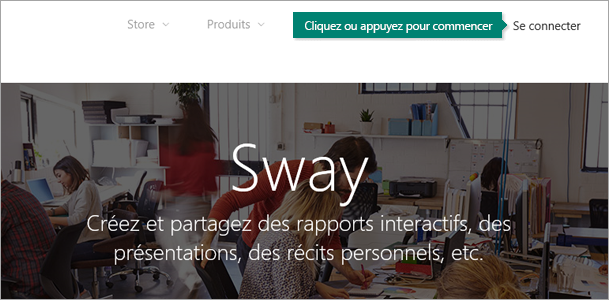 Store Produits Cliquez ou appuyez pour commencer Se connecter
Sway
Créez et partagez des rapports interactifs, des
présentations, des récits personnels, etc.